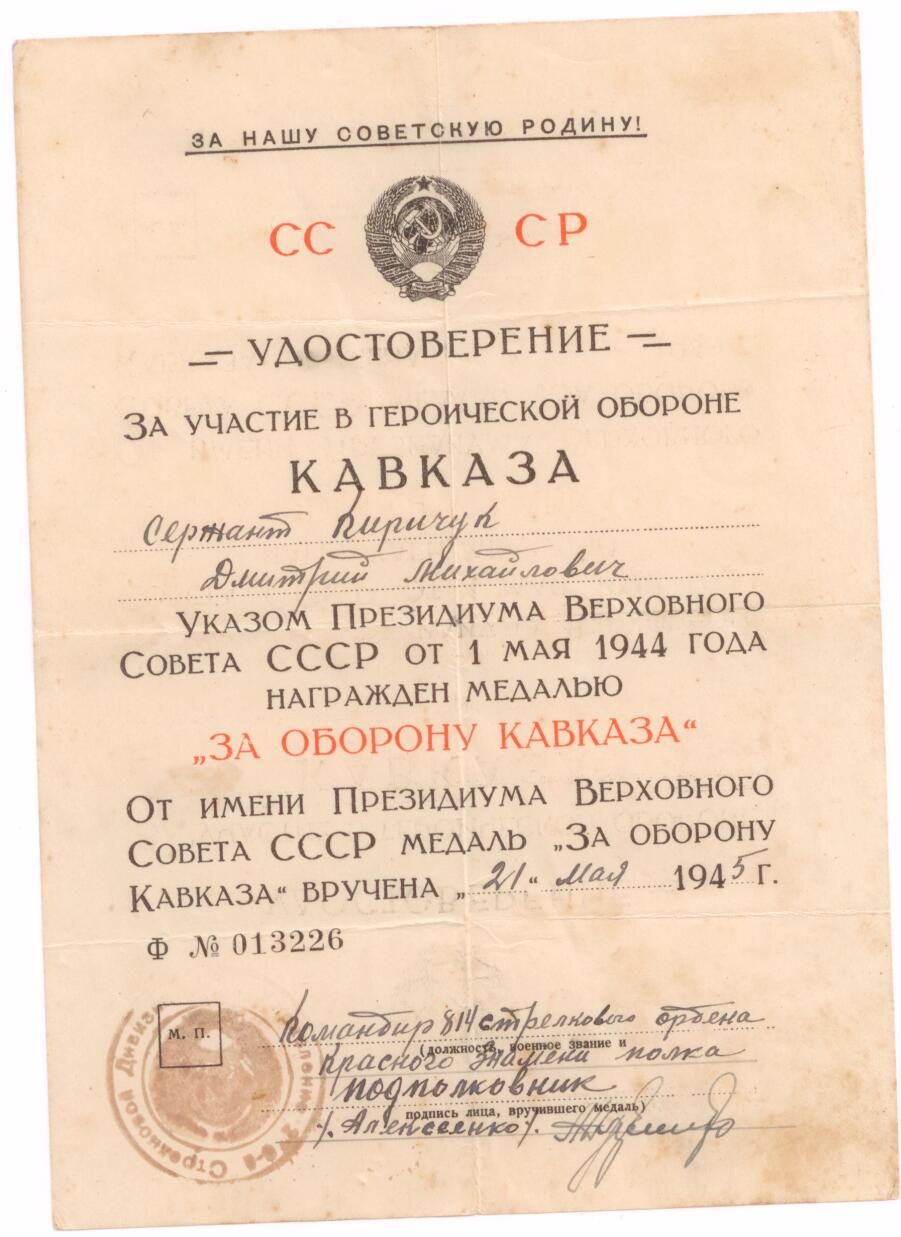 ЗА НАШУ СОВЕТСКУЮ РОДИНУ!
СС СР
УДОСТОВЕРЕНИЕ
ЗА УЧАСТИЕ В ГЕРОИЧЕСКОЙ ОБОРОНЕ
КАВКАЗА
Сержант Киричук
Дмитрий Михайлович
УКАЗОМ ПРЕЗИДИУМА ВЕРХОВНОГО
СОВЕТА СССР ОТ 1 МАЯ 1944 ГОДА
НАГРАЖДЕН МЕДАЛЬЮ
„ЗА ОБОРОНУ КАВКАЗА“
ОТ ИМЕНИ ПРЕЗИДИУМА ВЕРХОВНОГО
СОВЕТА СССР МЕДАЛЬ „ЗА ОБОРОНУ
КАВКАЗА“ ВРУЧЕНА „21“ мая 1945 Г.
Ф № 013226
М. П.
Командир 814 стрелкового ордена
(должность, военное звание и
Красного Знамени полка
подполковник
подпись лица, вручившего медаль)
/. Алексеенко /.
Стрелковой Дивиз